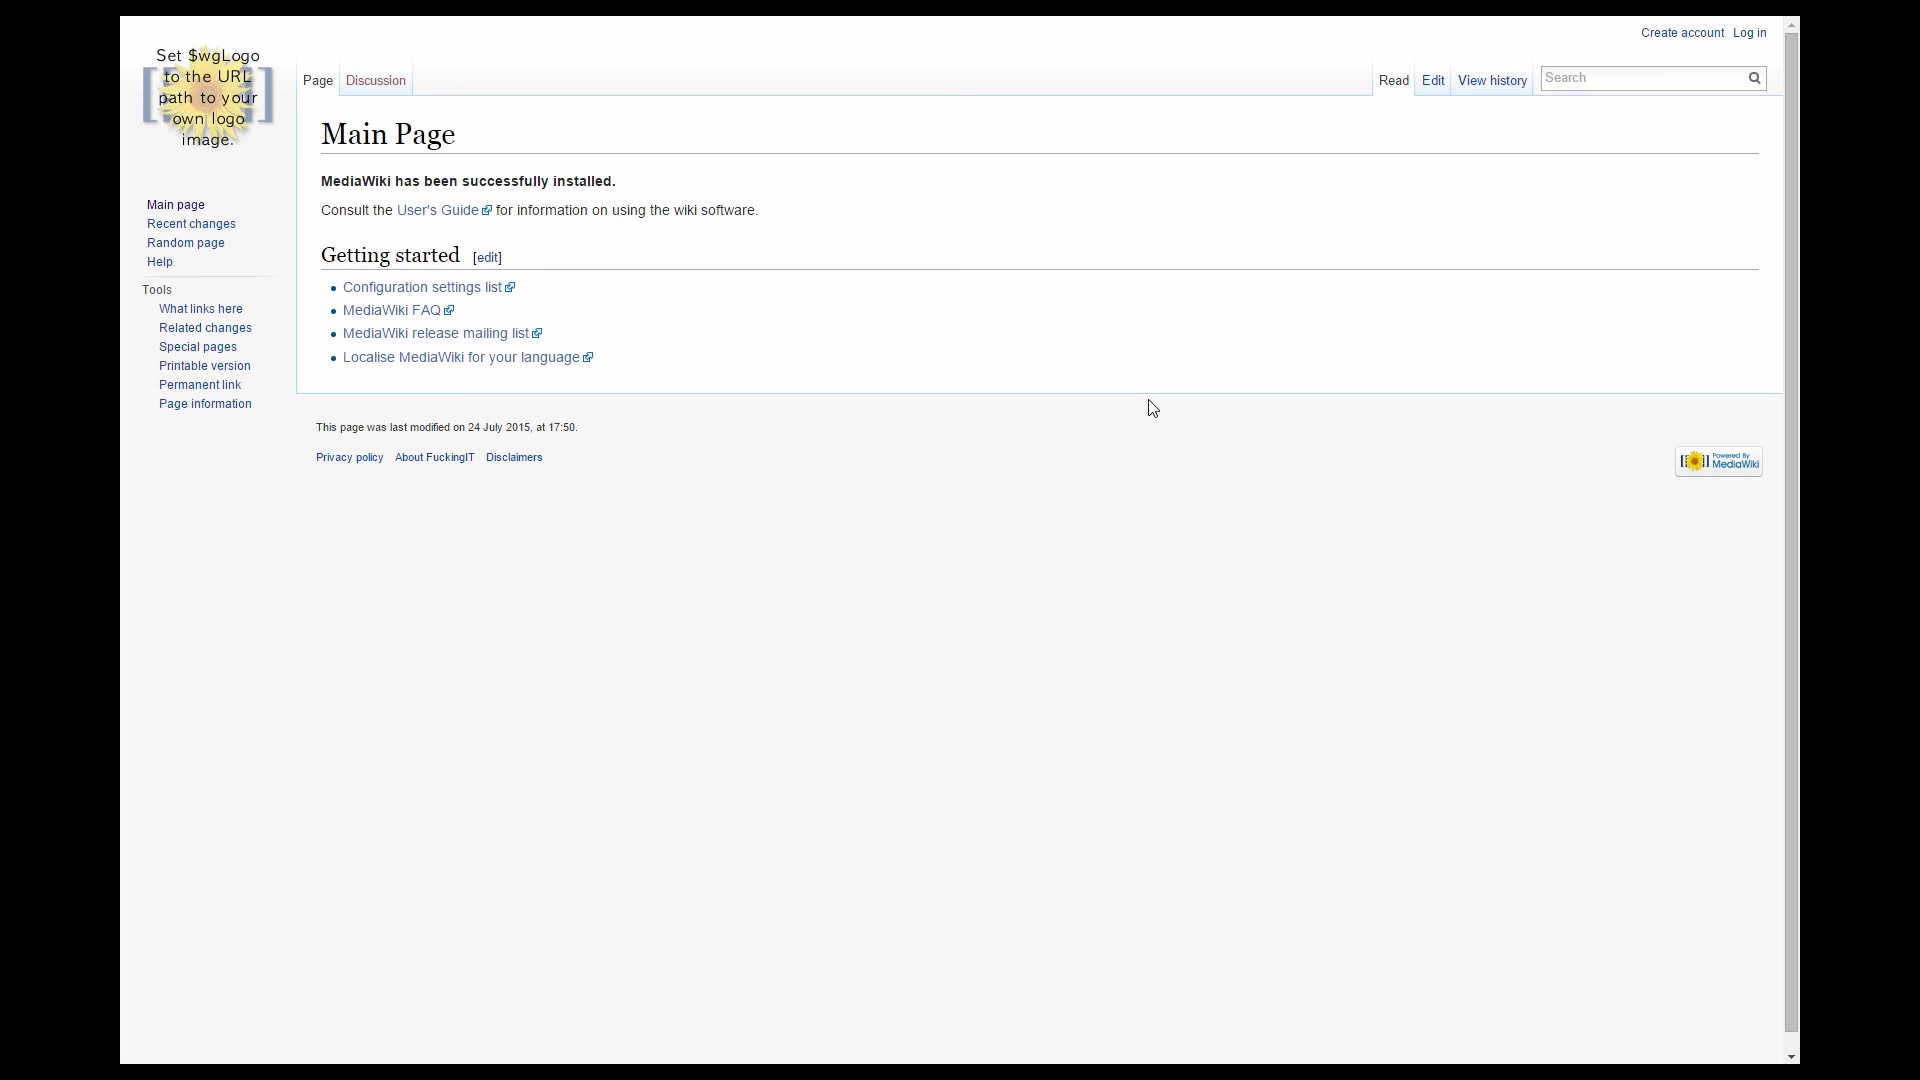 Create account Log in
Set $wgLogo
to the URL
path to your
own logo
image.
Page Discussion Read Edit View history Search
Main Page
MediaWiki has been successfully installed.
Consult the User's Guide for information on using the wiki software.
Getting started [edit]
Configuration settings list
MediaWiki FAQ
MediaWiki release mailing list
Localise MediaWiki for your language
Main page
Recent changes
Random page
Help
Tools
What links here
Related changes
Special pages
Printable version
Permanent link
Page information
This page was last modified on 24 July 2015, at 17:50.
Privacy policy About FuckingIT Disclaimers
Powered By
MediaWiki